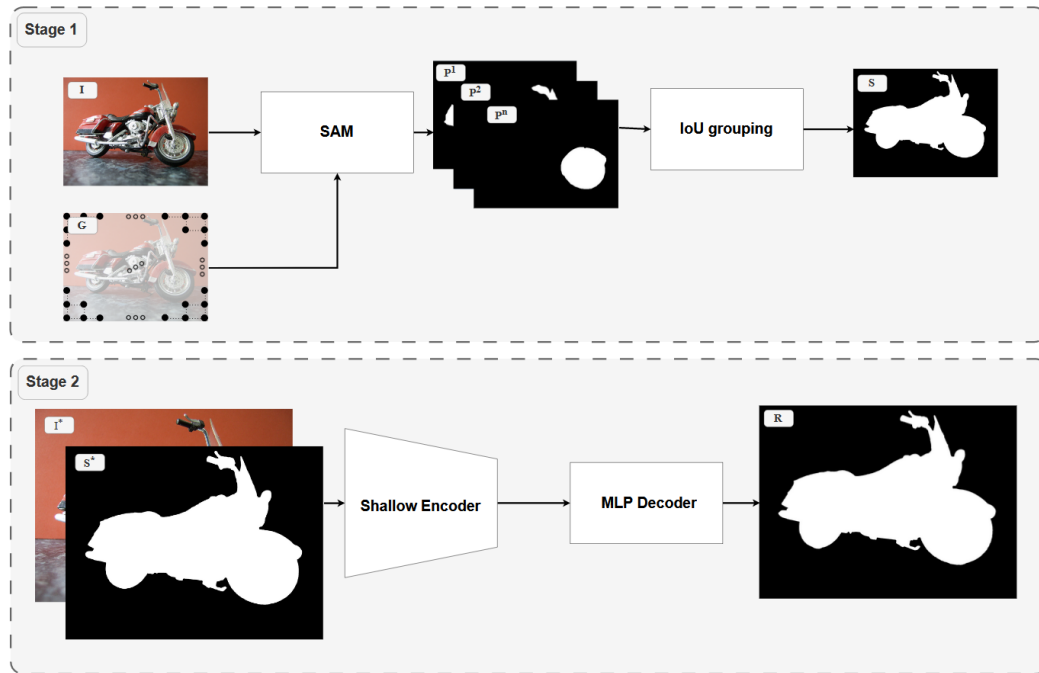 Stage 1
I
SAM
P¹
P²
Pⁿ
IoU grouping
S
G
Stage 2
I*
S*
Shallow Encoder
MLP Decoder
R